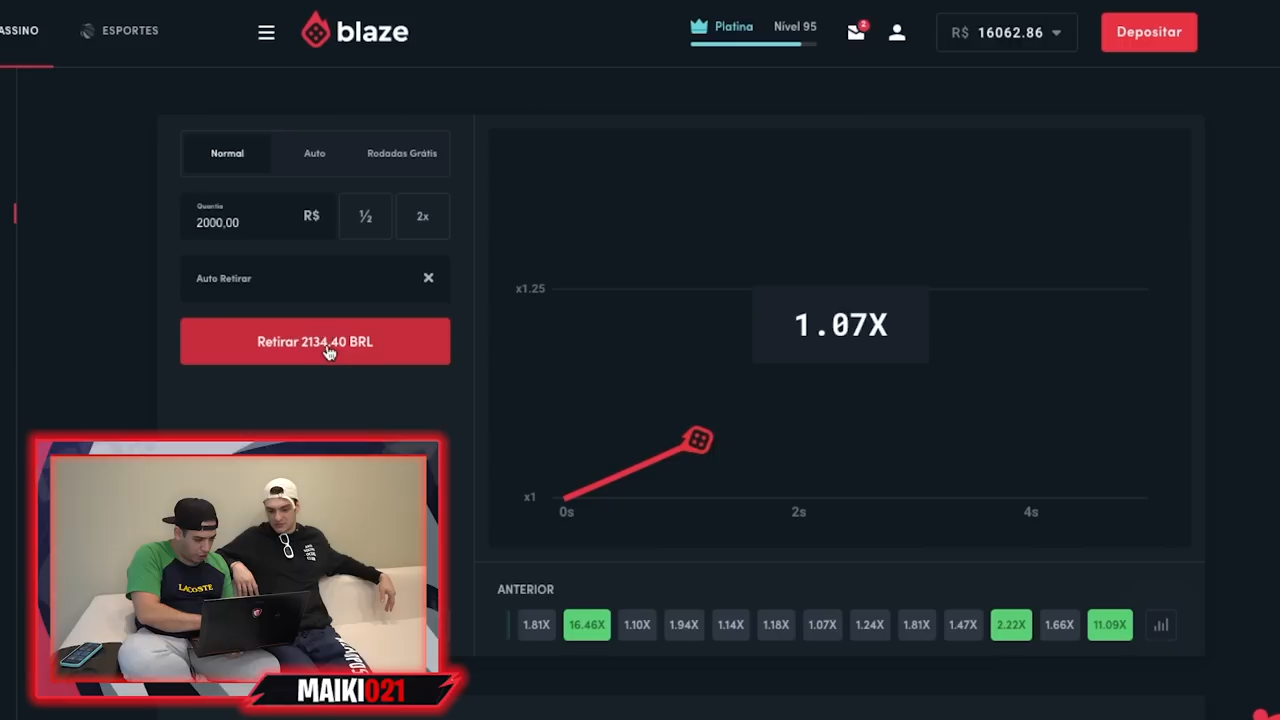 ASSINO
ESPORTES
blaze
Platina
Nível 95
2
R$ 16062.86
Depositar
Normal
Auto
Rodadas Grátis
Quantia
2000,00
R$
½
2x
Auto Retirar
Retirar 2134.40 BRL
x1.25
1.07X
x1
0s
2s
4s
ANTERIOR
1.81X
16.46X
1.10X
1.94X
1.14X
1.18X
1.07X
1.24X
1.81X
1.47X
2.22X
1.66X
11.09X
LACOSTE
MAIKI021